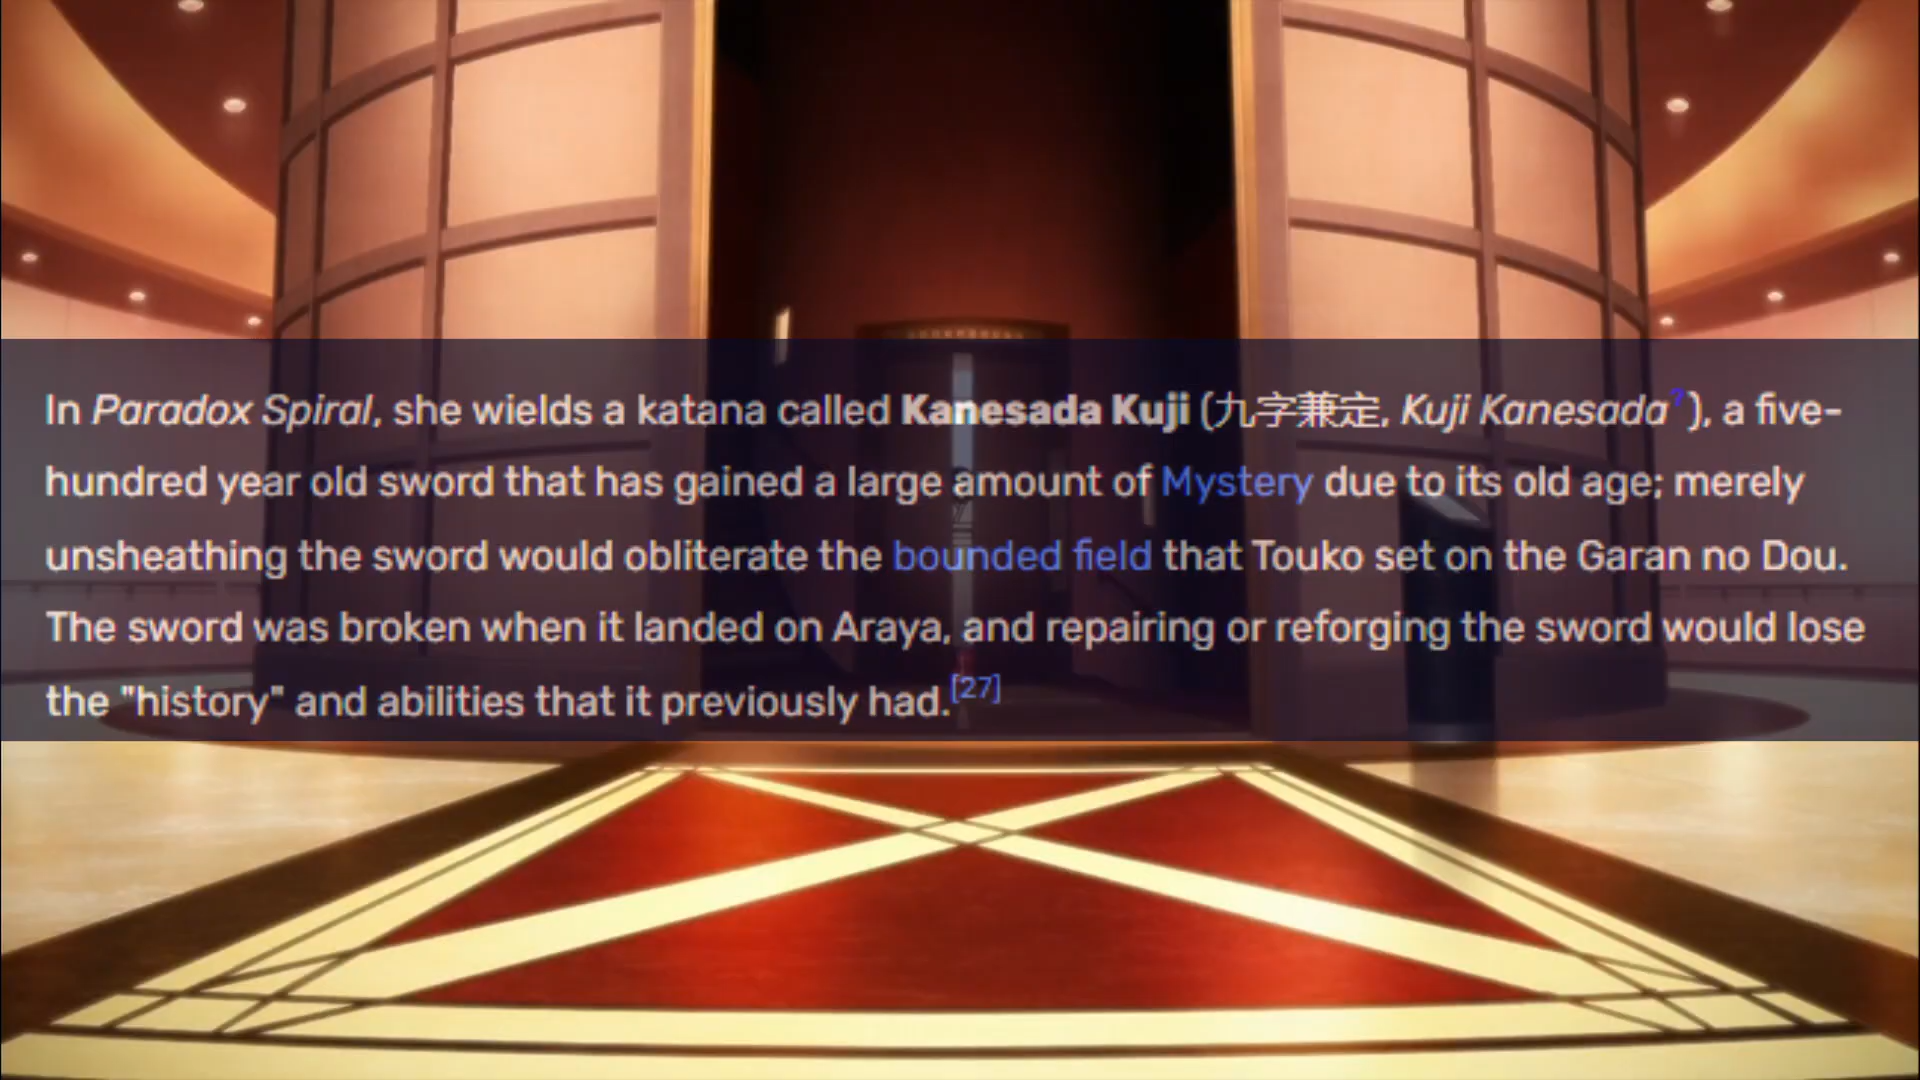 In Paradox Spiral, she wields a katana called Kanesada Kuji (九字兼定, Kuji Kanesada?), a five-
hundred year old sword that has gained a large amount of Mystery due to its old age; merely
unsheathing the sword would obliterate the bounded field that Touko set on the Garan no Dou.
The sword was broken when it landed on Araya, and repairing or reforging the sword would lose
the "history" and abilities that it previously had.[27]